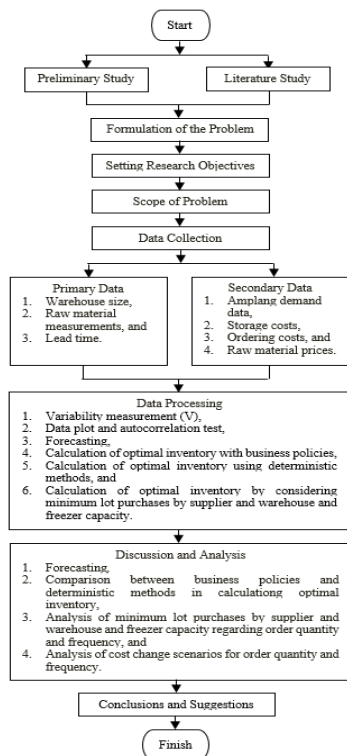 Start
Preliminary Study
Literature Study
Formulation of the Problem
Setting Research Objectives
Scope of Problem
Data Collection
Primary Data
1. Warehouse size,
2. Raw material
measurements, and
3. Lead time.
Secondary Data
1. Amplang demand
data,
2. Storage costs,
3. Ordering costs, and
4. Raw material prices.
Data Processing
1. Variability measurement (V),
2. Data plot and autocorrelation test,
3. Forecasting,
4. Calculation of optimal inventory with business policies,
5. Calculation of optimal inventory using deterministic
methods, and
6. Calculation of optimal inventory by considering
minimum lot purchases by supplier and warehouse and
freezer capacity.
Discussion and Analysis
1. Forecasting,
2. Comparison between business policies and
deterministic methods in calculationg optimal
inventory,
3. Analysis of minimum lot purchases by supplier and
warehouse and freezer capacity regarding order quantity
and frequency, and
4. Analysis of cost change scenarios for order quantity and
frequency.
Conclusions and Suggestions
Finish